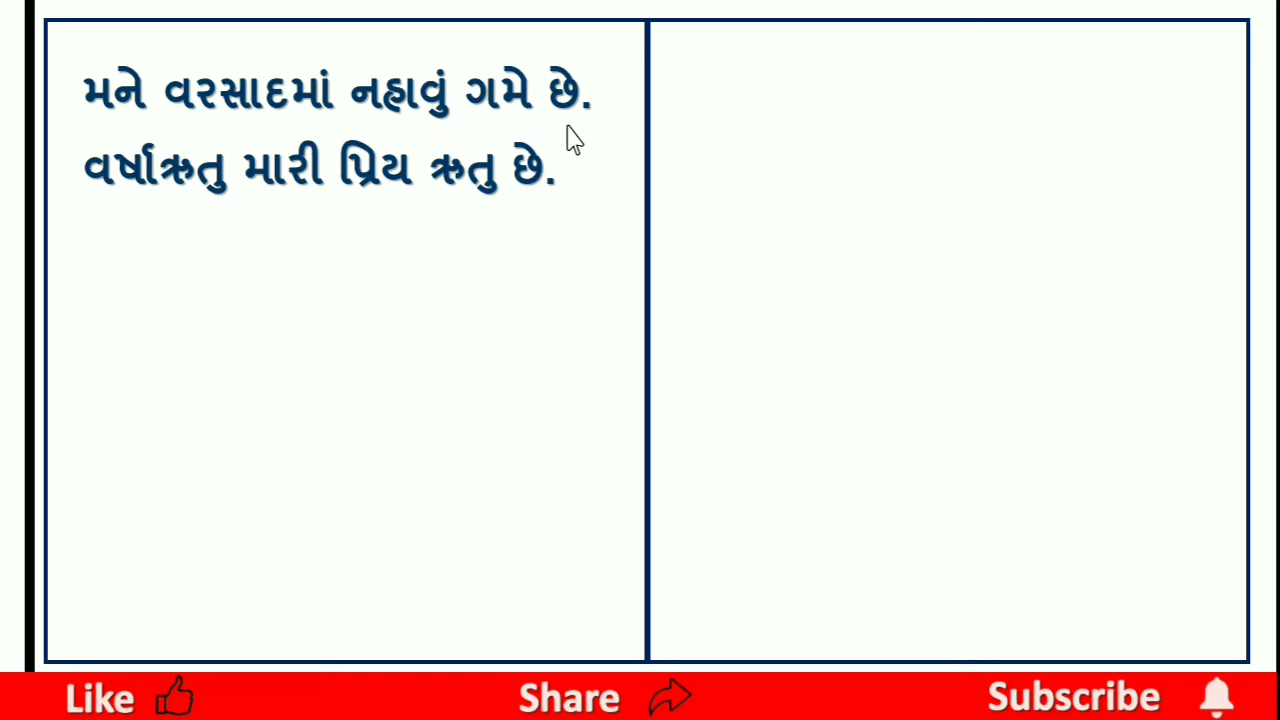 મને વરસાદમાં નહાવું ગમે છે.
વર્ષાઋતુ મારી પ્રિય ઋતુ છે.
Like Share Subscribe